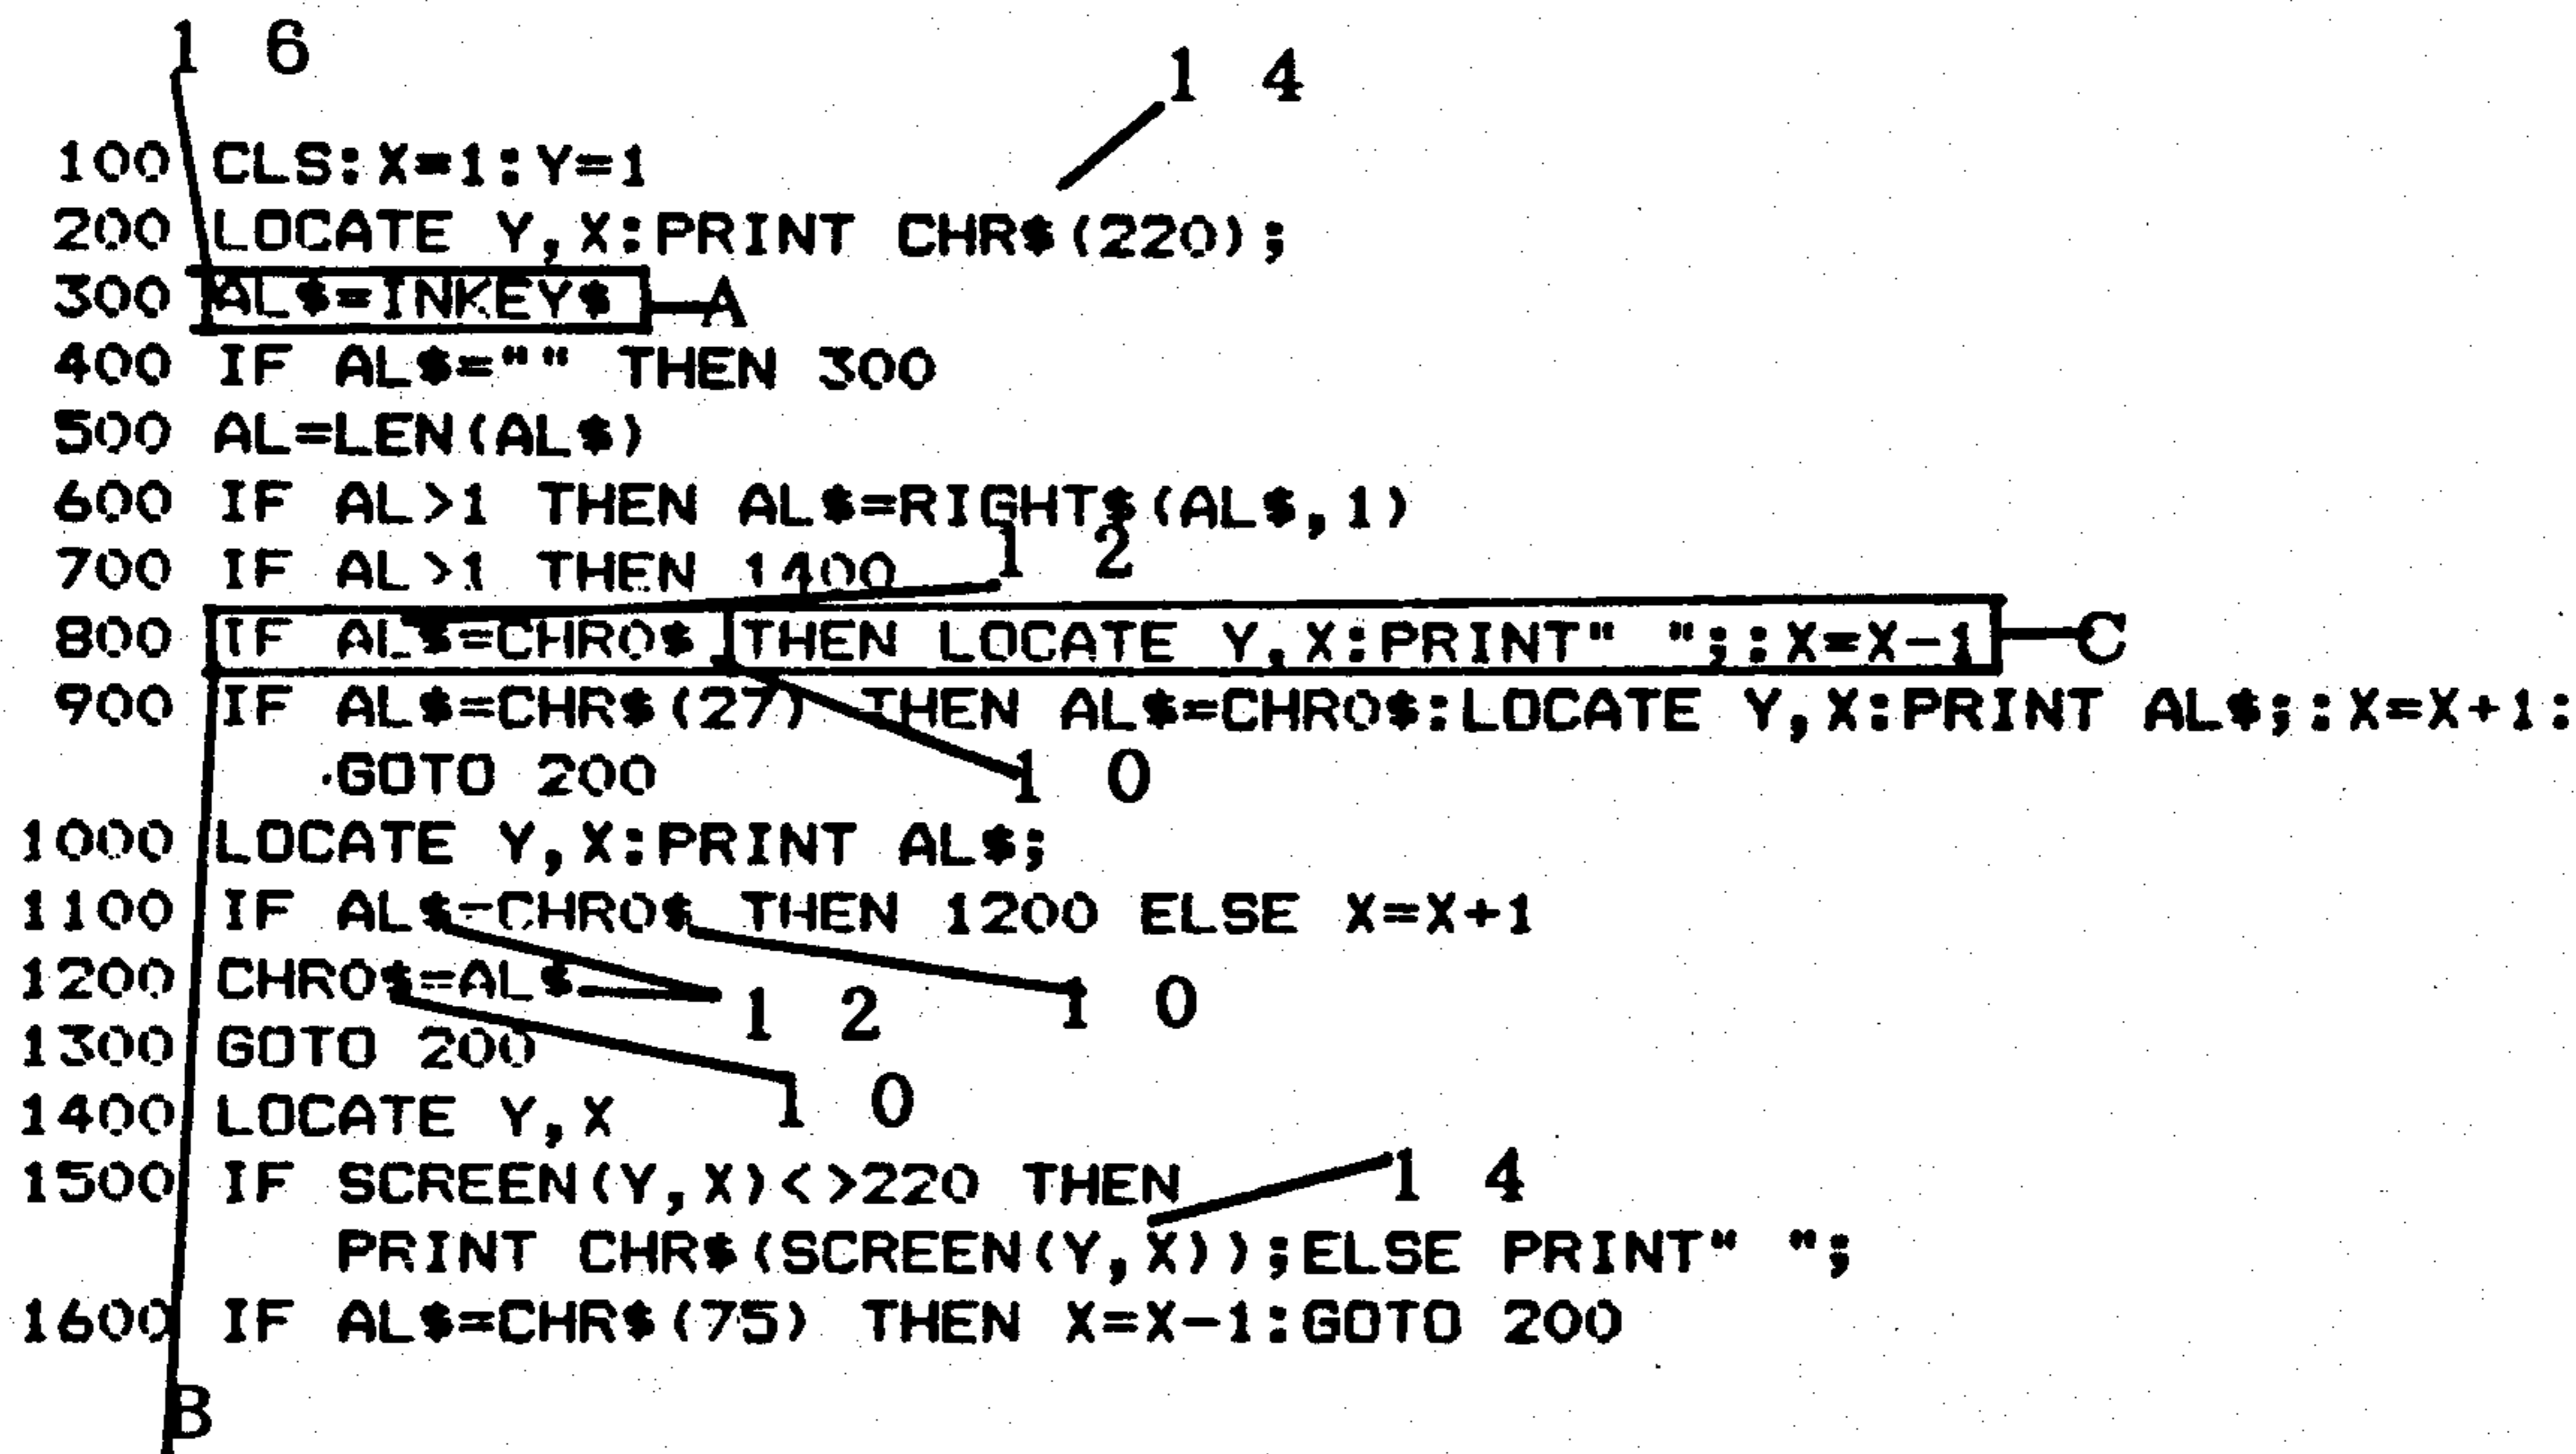 1 6
1 4
100 CLS:X=1:Y=1
200 LOCATE Y,X:PRINT CHR$(220);
300 AL$=INKEY$ A
400 IF AL$="" THEN 300
500 AL=LEN(AL$)
600 IF AL>1 THEN AL$=RIGHT$(AL$,1)
700 IF AL>1 THEN 1400 1 2
800 IF AL$=CHRO$ THEN LOCATE Y,X:PRINT" ";:X=X-1 C
900 IF AL$=CHR$(27) THEN AL$=CHRO$:LOCATE Y,X:PRINT AL$;:X=X+1:
GOTO 200 1 0
1000 LOCATE Y,X:PRINT AL$;
1100 IF AL$=CHRO$ THEN 1200 ELSE X=X+1
1200 CHRO$=AL$ 1 2 1 0
1300 GOTO 200
1400 LOCATE Y,X 1 0
1500 IF SCREEN(Y,X)<>220 THEN 1 4
PRINT CHR$(SCREEN(Y,X));ELSE PRINT" ";
1600 IF AL$=CHR$(75) THEN X=X-1:GOTO 200
B